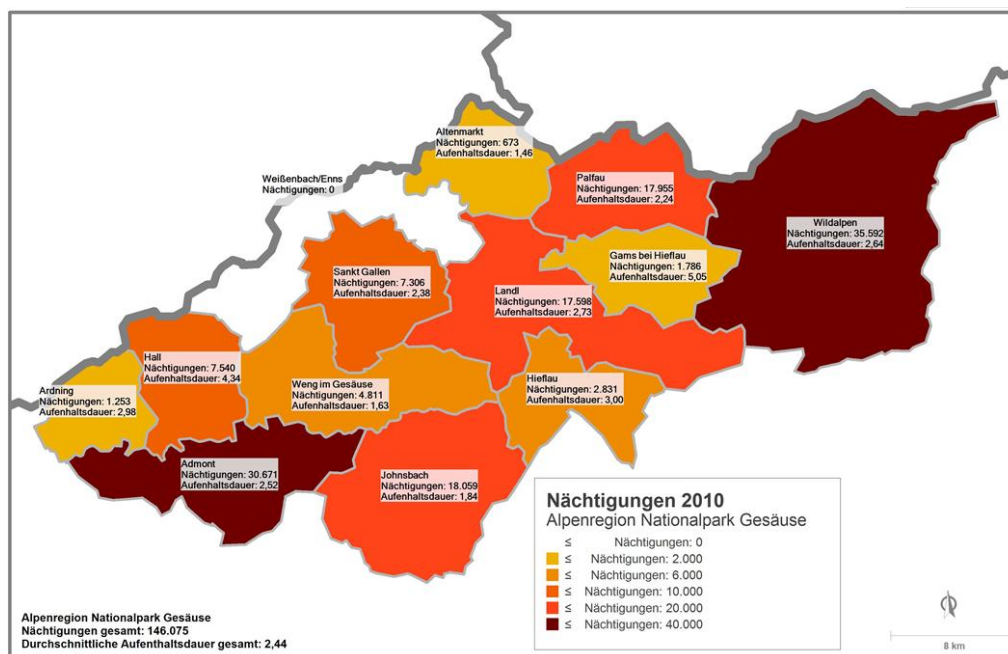 Altenmarkt
Nächtigungen: 673
Aufenhaltsdauer: 1,46
Weißenbach/Enns
Nächtigungen: 0
Palfau
Nächtigungen: 17.955
Aufenhaltsdauer: 2,24
Wildalpen
Nächtigungen: 35.592
Aufenhaltsdauer: 2,64
Sankt Gallen
Nächtigungen: 7.306
Aufenhaltsdauer: 2,38
Gams bei Hieflau
Nächtigungen: 1.786
Aufenhaltsdauer: 5,05
Landl
Nächtigungen: 17.598
Aufenhaltsdauer: 2,73
Hall
Nächtigungen: 7.540
Aufenhaltsdauer: 4,34
Ardning
Nächtigungen: 1.253
Aufenhaltsdauer: 2,98
Weng im Gesäuse
Nächtigungen: 4.811
Aufenhaltsdauer: 1,63
Hieflau
Nächtigungen: 2.831
Aufenhaltsdauer: 3,00
Admont
Nächtigungen: 30.671
Aufenhaltsdauer: 2,52
Johnsbach
Nächtigungen: 18.059
Aufenhaltsdauer: 1,84
Nächtigungen 2010
Alpenregion Nationalpark Gesäuse
≤ Nächtigungen: 0
≤ Nächtigungen: 2.000
≤ Nächtigungen: 6.000
≤ Nächtigungen: 10.000
≤ Nächtigungen: 20.000
≤ Nächtigungen: 40.000
Alpenregion Nationalpark Gesäuse
Nächtigungen gesamt: 146.075
Durchschnittliche Aufenthaltsdauer gesamt: 2,44
8 km